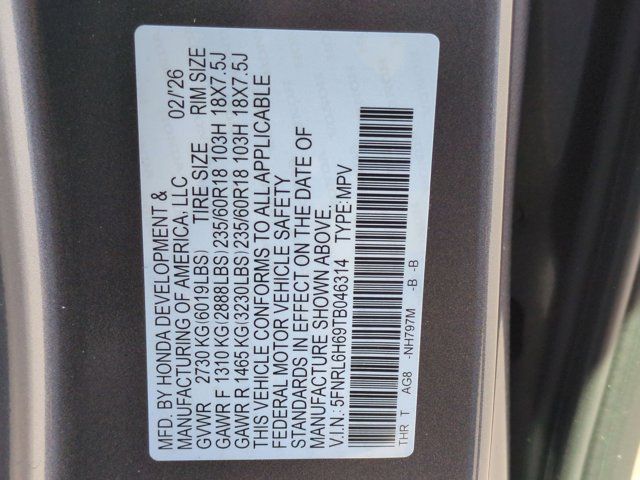 MFD. BY HONDA DEVELOPMENT & 02/'26
MANUFACTURING OF AMERICA, LLC
GVWR 2730 KG(6019LBS) TIRE SIZE RIM SIZE
GAWR F 1310 KG(2888LBS) 235/60R18 103H 18X7.5J
GAWR R 1465 KG(3230LBS) 235/60R18 103H 18X7.5J
THIS VEHICLE CONFORMS TO ALL APPLICABLE
FEDERAL MOTOR VEHICLE SAFETY
STANDARDS IN EFFECT ON THE DATE OF
MANUFACTURE SHOWN ABOVE.
V.I.N.: 5FNRL6H69TB046314 TYPE: MPV
THR T AG8 -NH797M -B -B